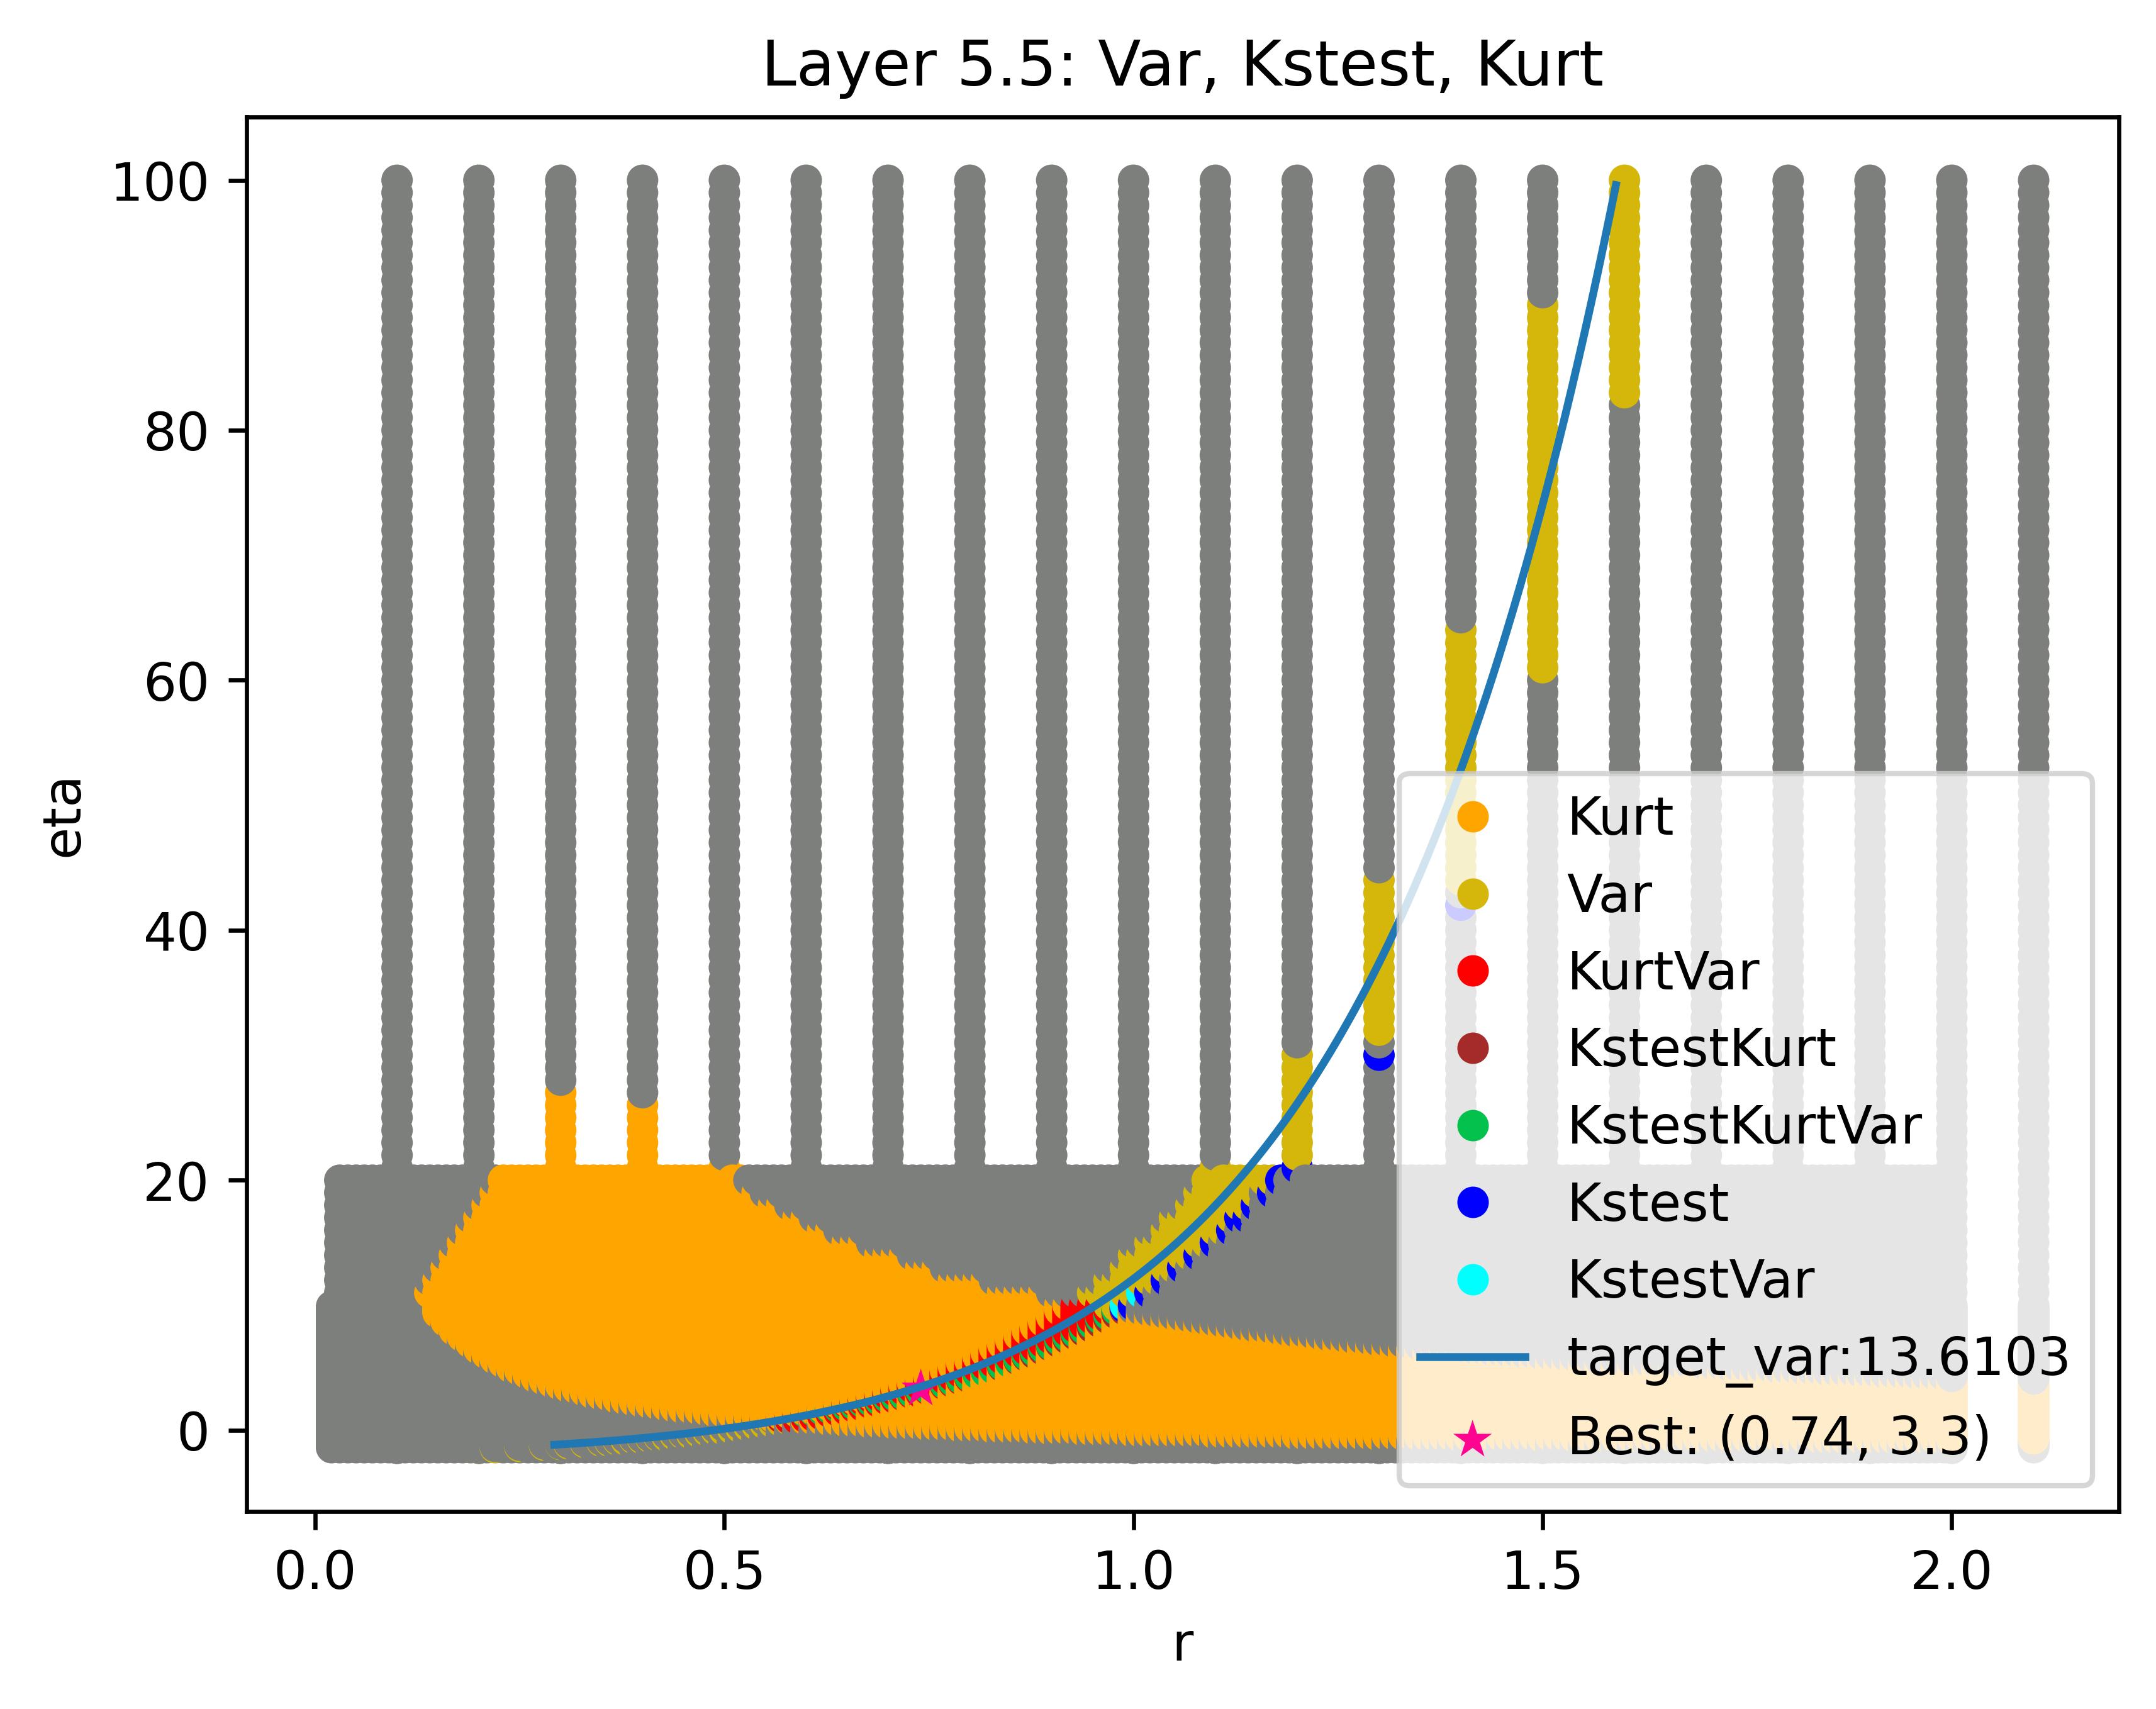 Layer 5.5: Var, Kstest, Kurt
100
80
60
40
20
0
eta
Kurt
Var
KurtVar
KstestKurt
KstestKurtVar
Kstest
KstestVar
target_var:13.6103
Best: (0.74, 3.3)
0.0 0.5 1.0 1.5 2.0
r